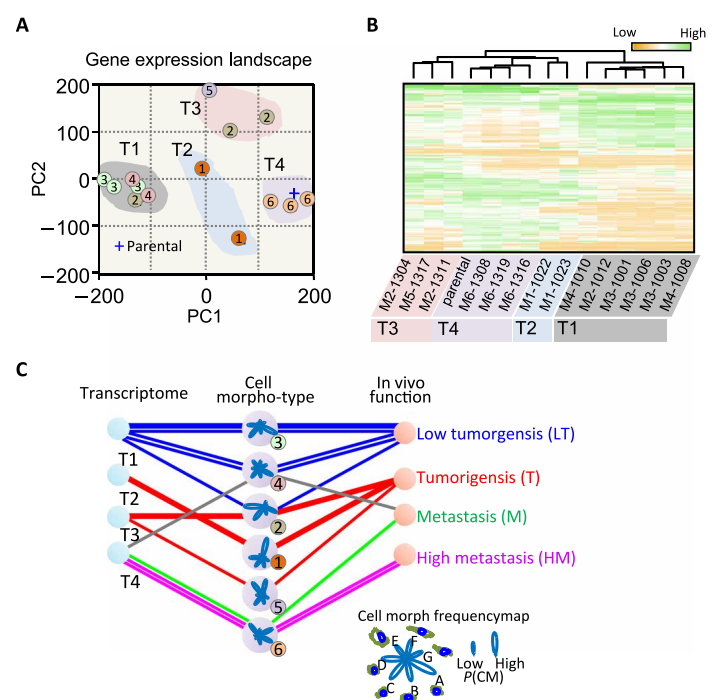 A
Gene expression landscape
200
100
0
−100
−200
PC2
T1
T2
T3
T4
5
2
2
1
1
3
3
4
3
2
4
6
6
6
+ Parental
−200
0
200
PC1
B
Low
High
M2-1304
M5-1317
M2-1311
parental
M6-1308
M6-1319
M6-1316
M1-1022
M1-1023
M4-1010
M2-1012
M3-1001
M3-1006
M3-1003
M4-1008
T3
T4
T2
T1
C
Transcriptome
Cell
morpho-type
In vivo
function
T1
T2
T3
T4
3
4
2
1
5
6
Low tumorgensis (LT)
Tumorigensis (T)
Metastasis (M)
High metastasis (HM)
Cell morph frequencymap
E
F
G
D
C
B
A
Low
High
P(CM)